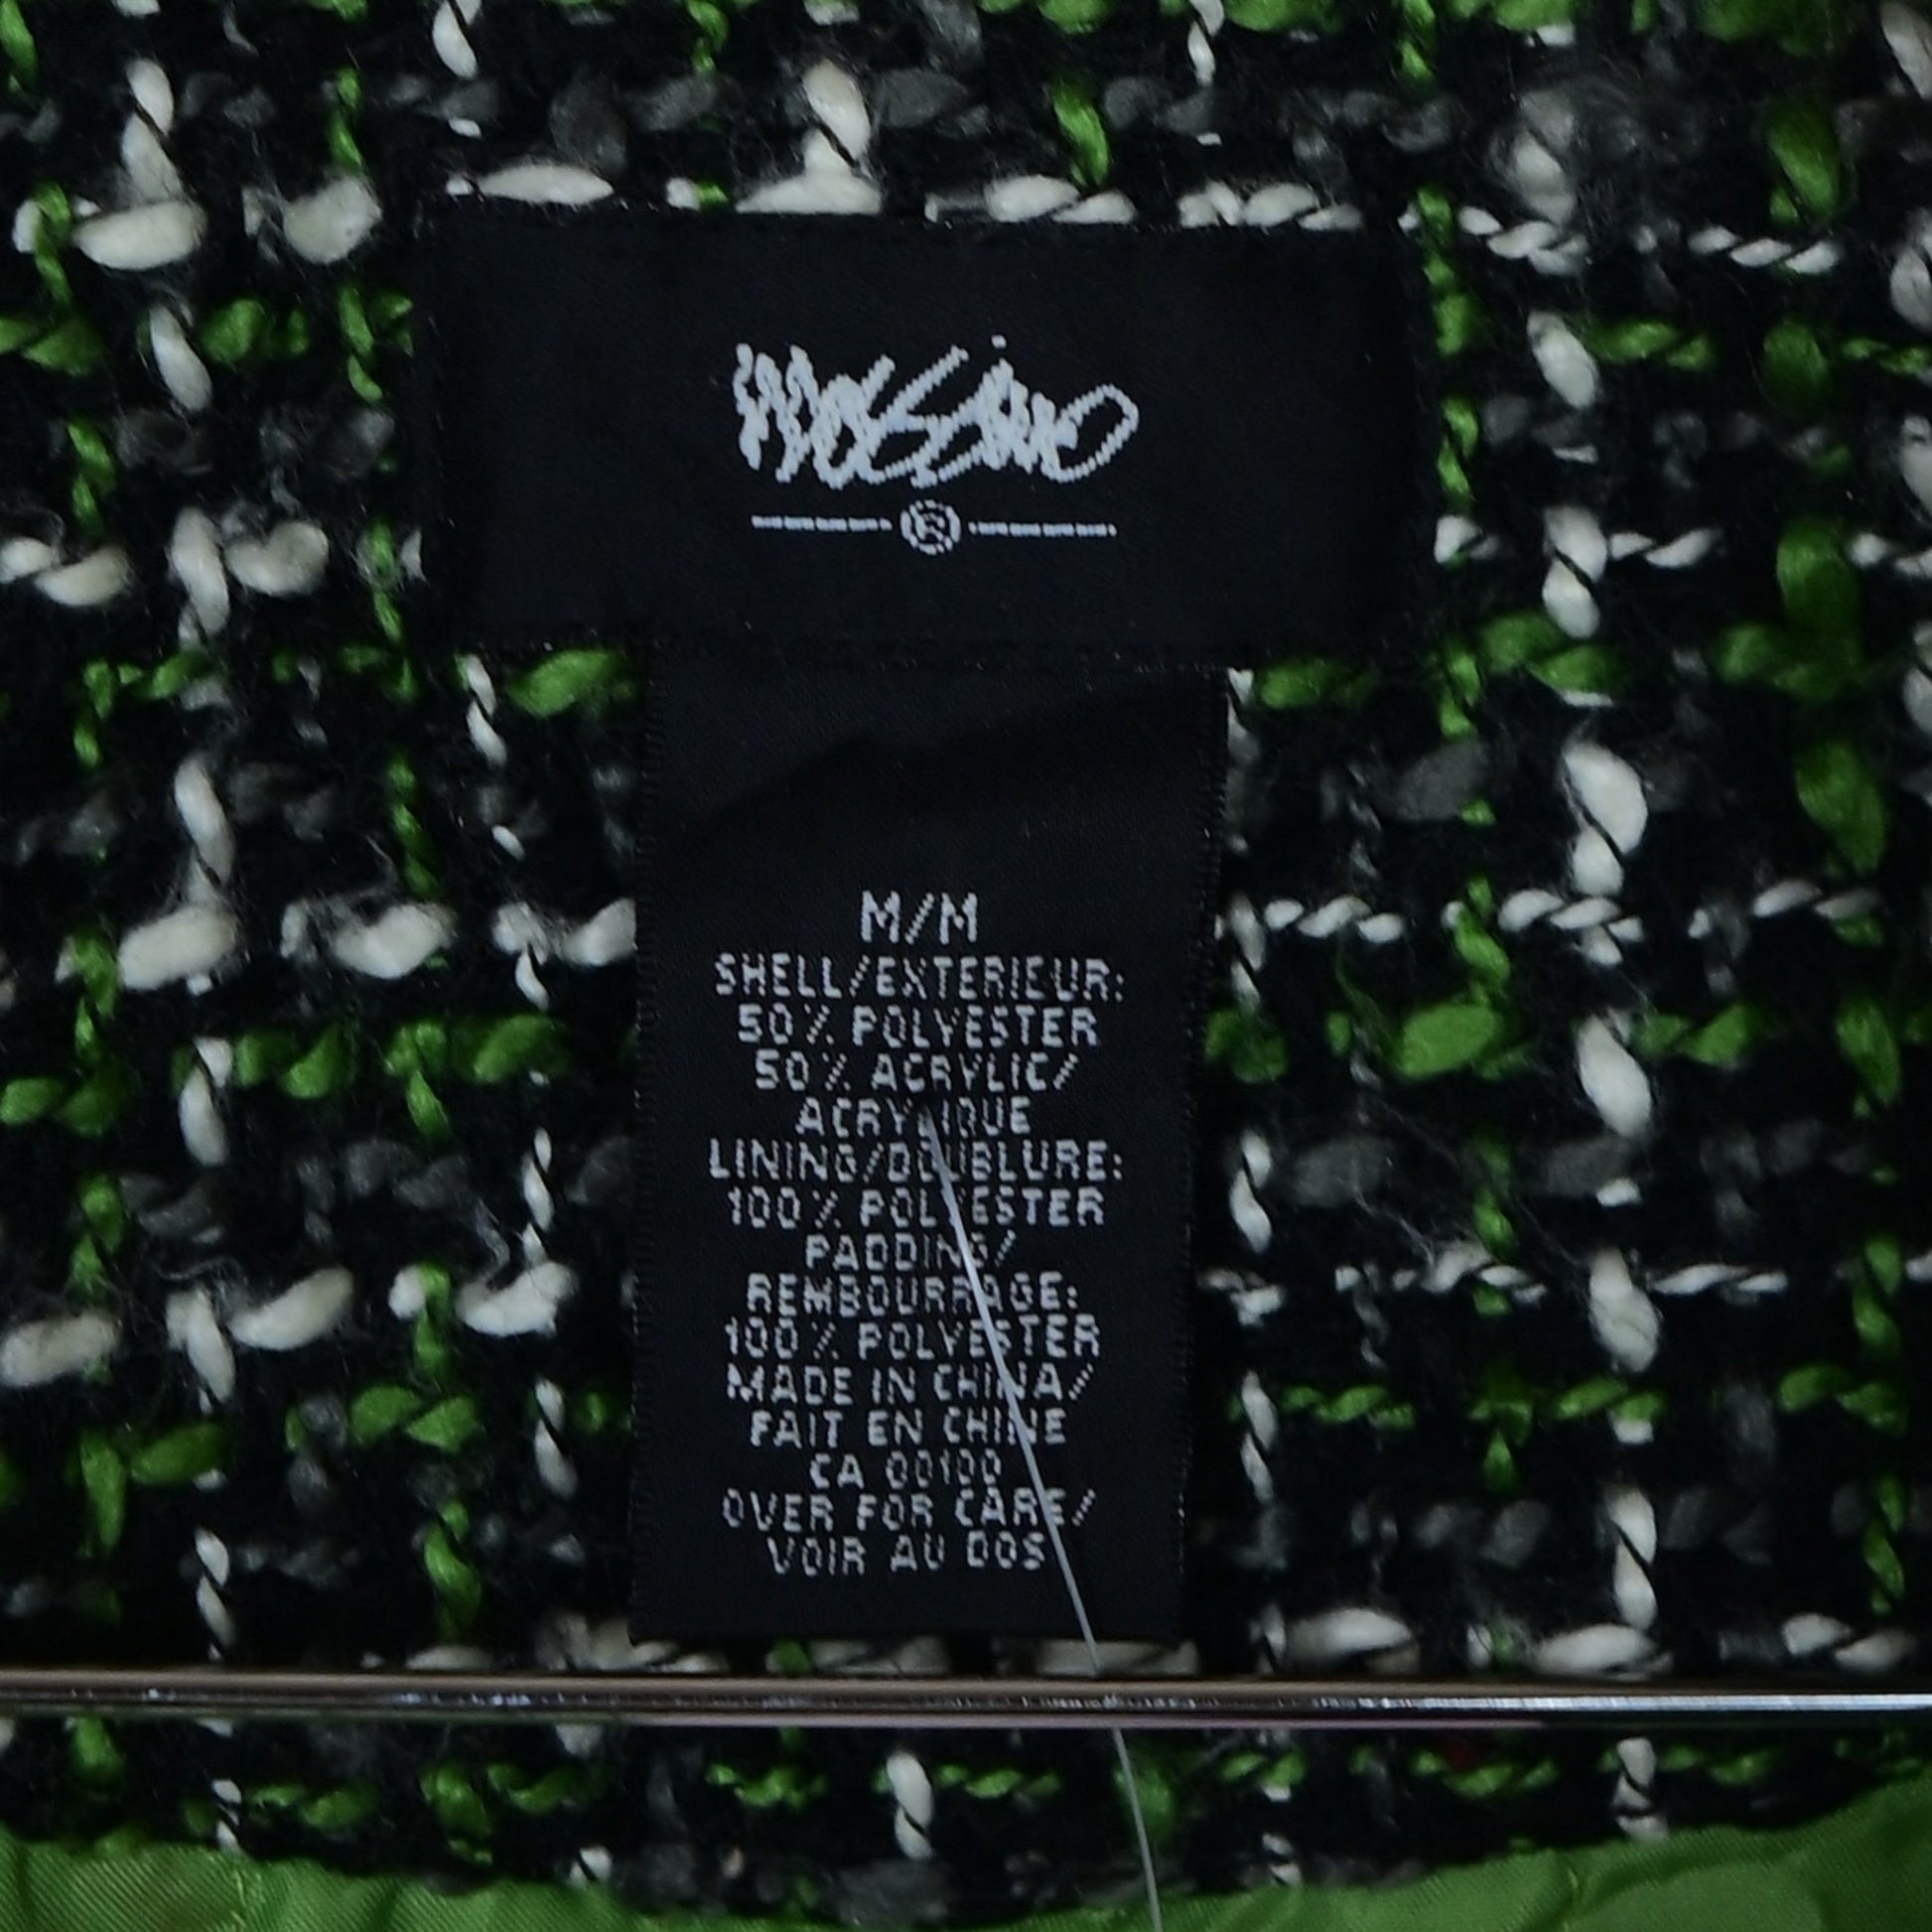 Mossimo
®
M/M
SHELL/EXTERIEUR:
50% POLYESTER
50% ACRYLIC/
ACRYLIQUE
LINING/DOUBLURE:
100% POLYESTER
PADDING/
REMBOURRAGE:
100% POLYESTER
MADE IN CHINA/
FAIT EN CHINE
CA 00100
OVER FOR CARE/
VOIR AU DOS